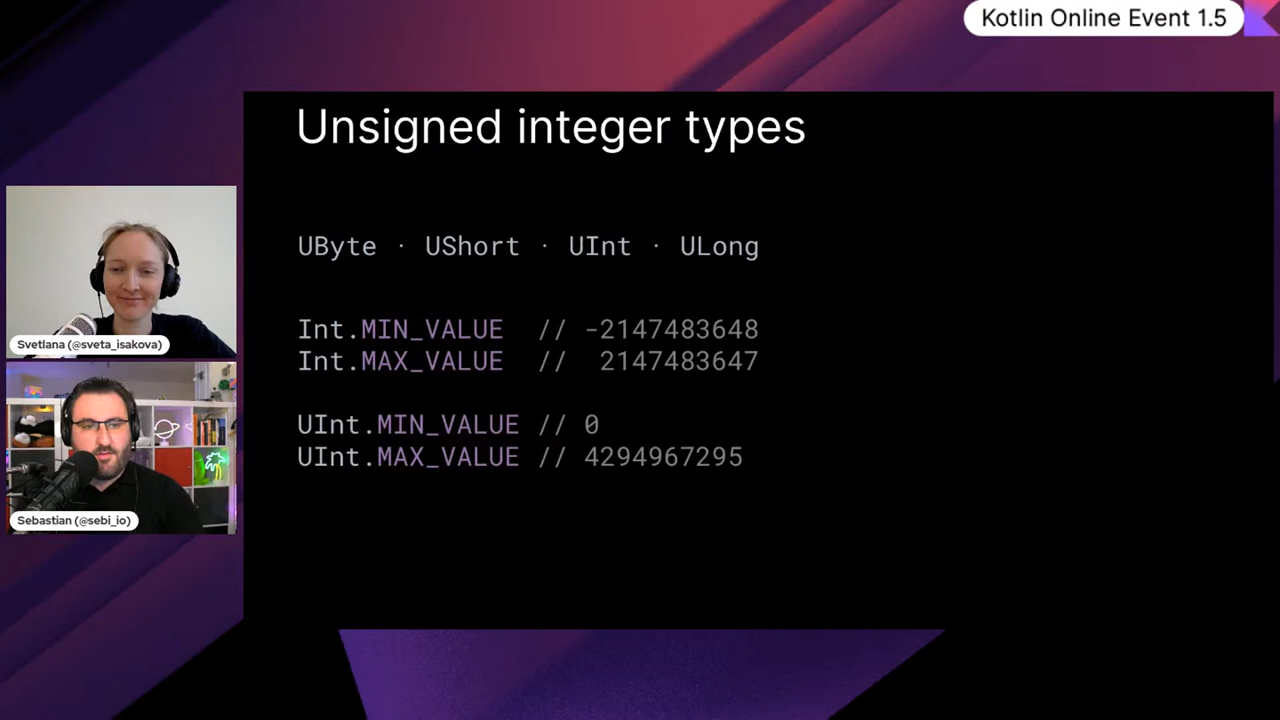 Kotlin Online Event 1.5
Unsigned integer types
UByte · UShort · UInt · ULong
Int.MIN_VALUE // -2147483648
Int.MAX_VALUE // 2147483647
UInt.MIN_VALUE // 0
UInt.MAX_VALUE // 4294967295
Svetlana (@sveta_isakova)
Sebastian (@sebi_io)